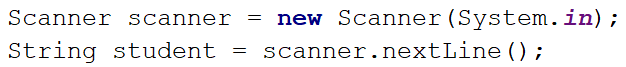 Scanner scanner = new Scanner(System.in);
String student = scanner.nextLine();